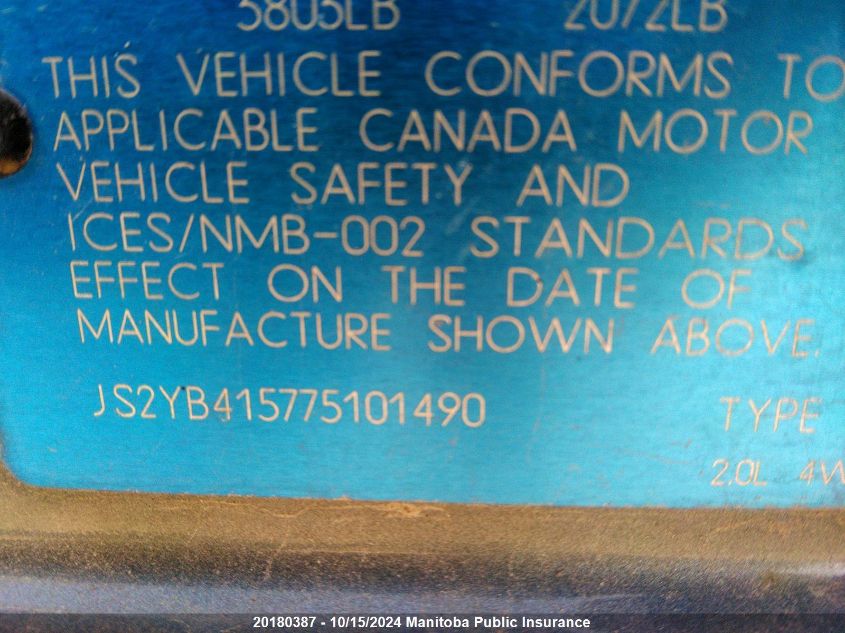 3803LB 2072LB
THIS VEHICLE CONFORMS TO
APPLICABLE CANADA MOTOR
VEHICLE SAFETY AND
ICES/NMB-002 STANDARDS
EFFECT ON THE DATE OF
MANUFACTURE SHOWN ABOVE.
JS2YB415775101490 TYPE
2.0L 4W
20180387 - 10/15/2024 Manitoba Public Insurance